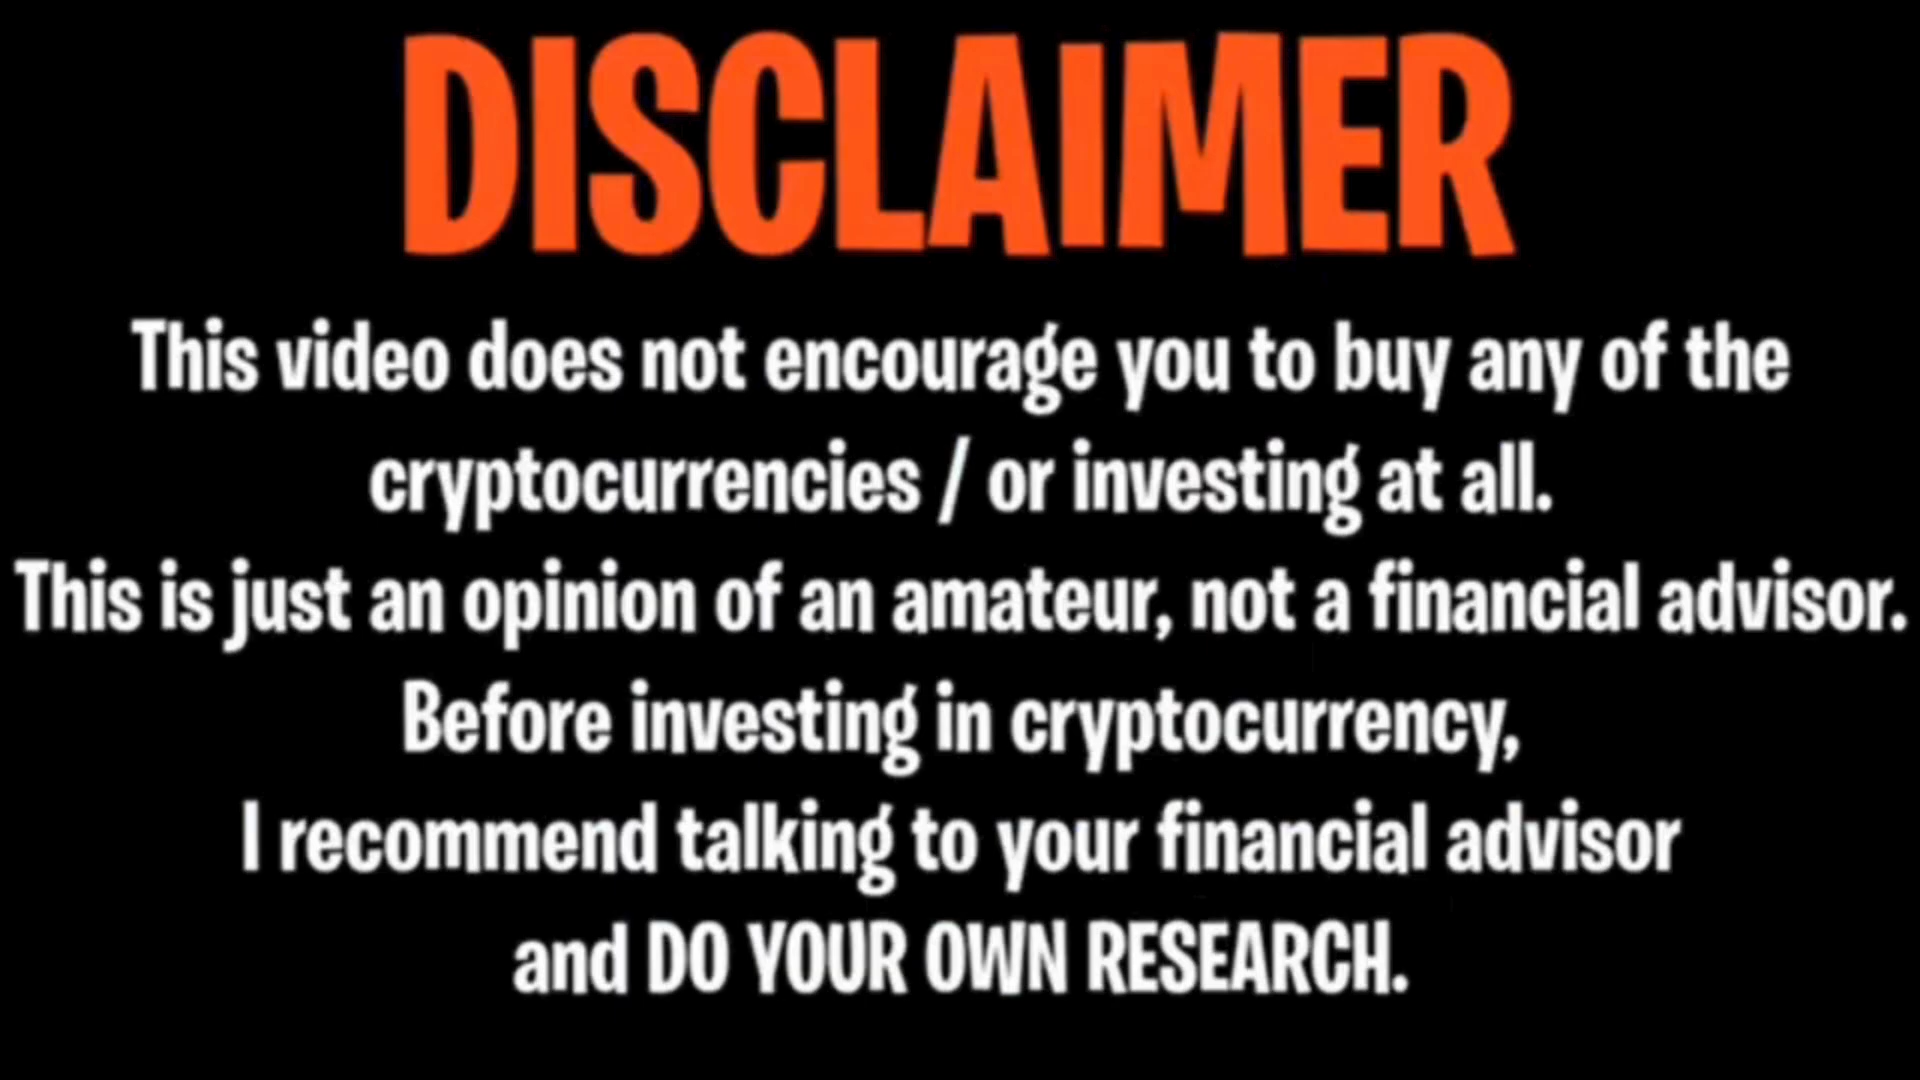 DISCLAIMER
This video does not encourage you to buy any of the
cryptocurrencies / or investing at all.
This is just an opinion of an amateur, not a financial advisor.
Before investing in cryptocurrency,
I recommend talking to your financial advisor
and DO YOUR OWN RESEARCH.